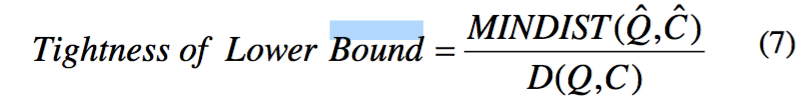 Tightness of Lower Bound = MINDIST(Q̂,Ĉ) / D(Q,C) (7)